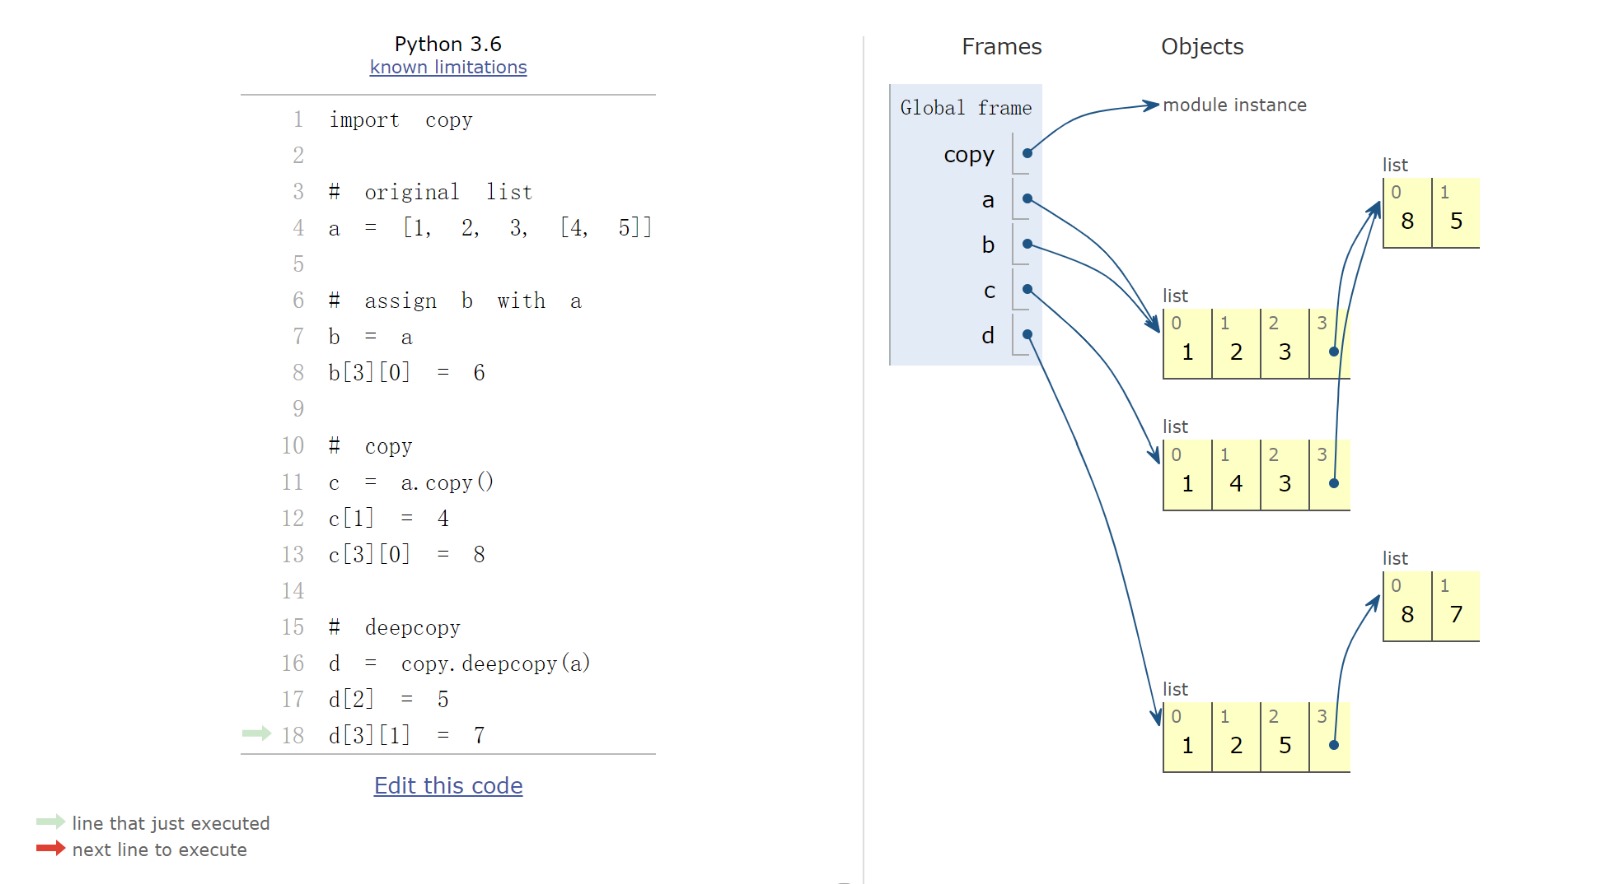 Python 3.6
known limitations
1 import copy
2
3 # original list
4 a = [1, 2, 3, [4, 5]]
5
6 # assign b with a
7 b = a
8 b[3][0] = 6
9
10 # copy
11 c = a.copy()
12 c[1] = 4
13 c[3][0] = 8
14
15 # deepcopy
16 d = copy.deepcopy(a)
17 d[2] = 5
18 d[3][1] = 7
Edit this code
line that just executed
next line to execute
Frames Objects
Global frame
module instance
copy
a
b
c
d
list
0 1
8 5
list
0 1 2 3
1 2 3
list
0 1 2 3
1 4 3
list
0 1
8 7
list
0 1 2 3
1 2 5